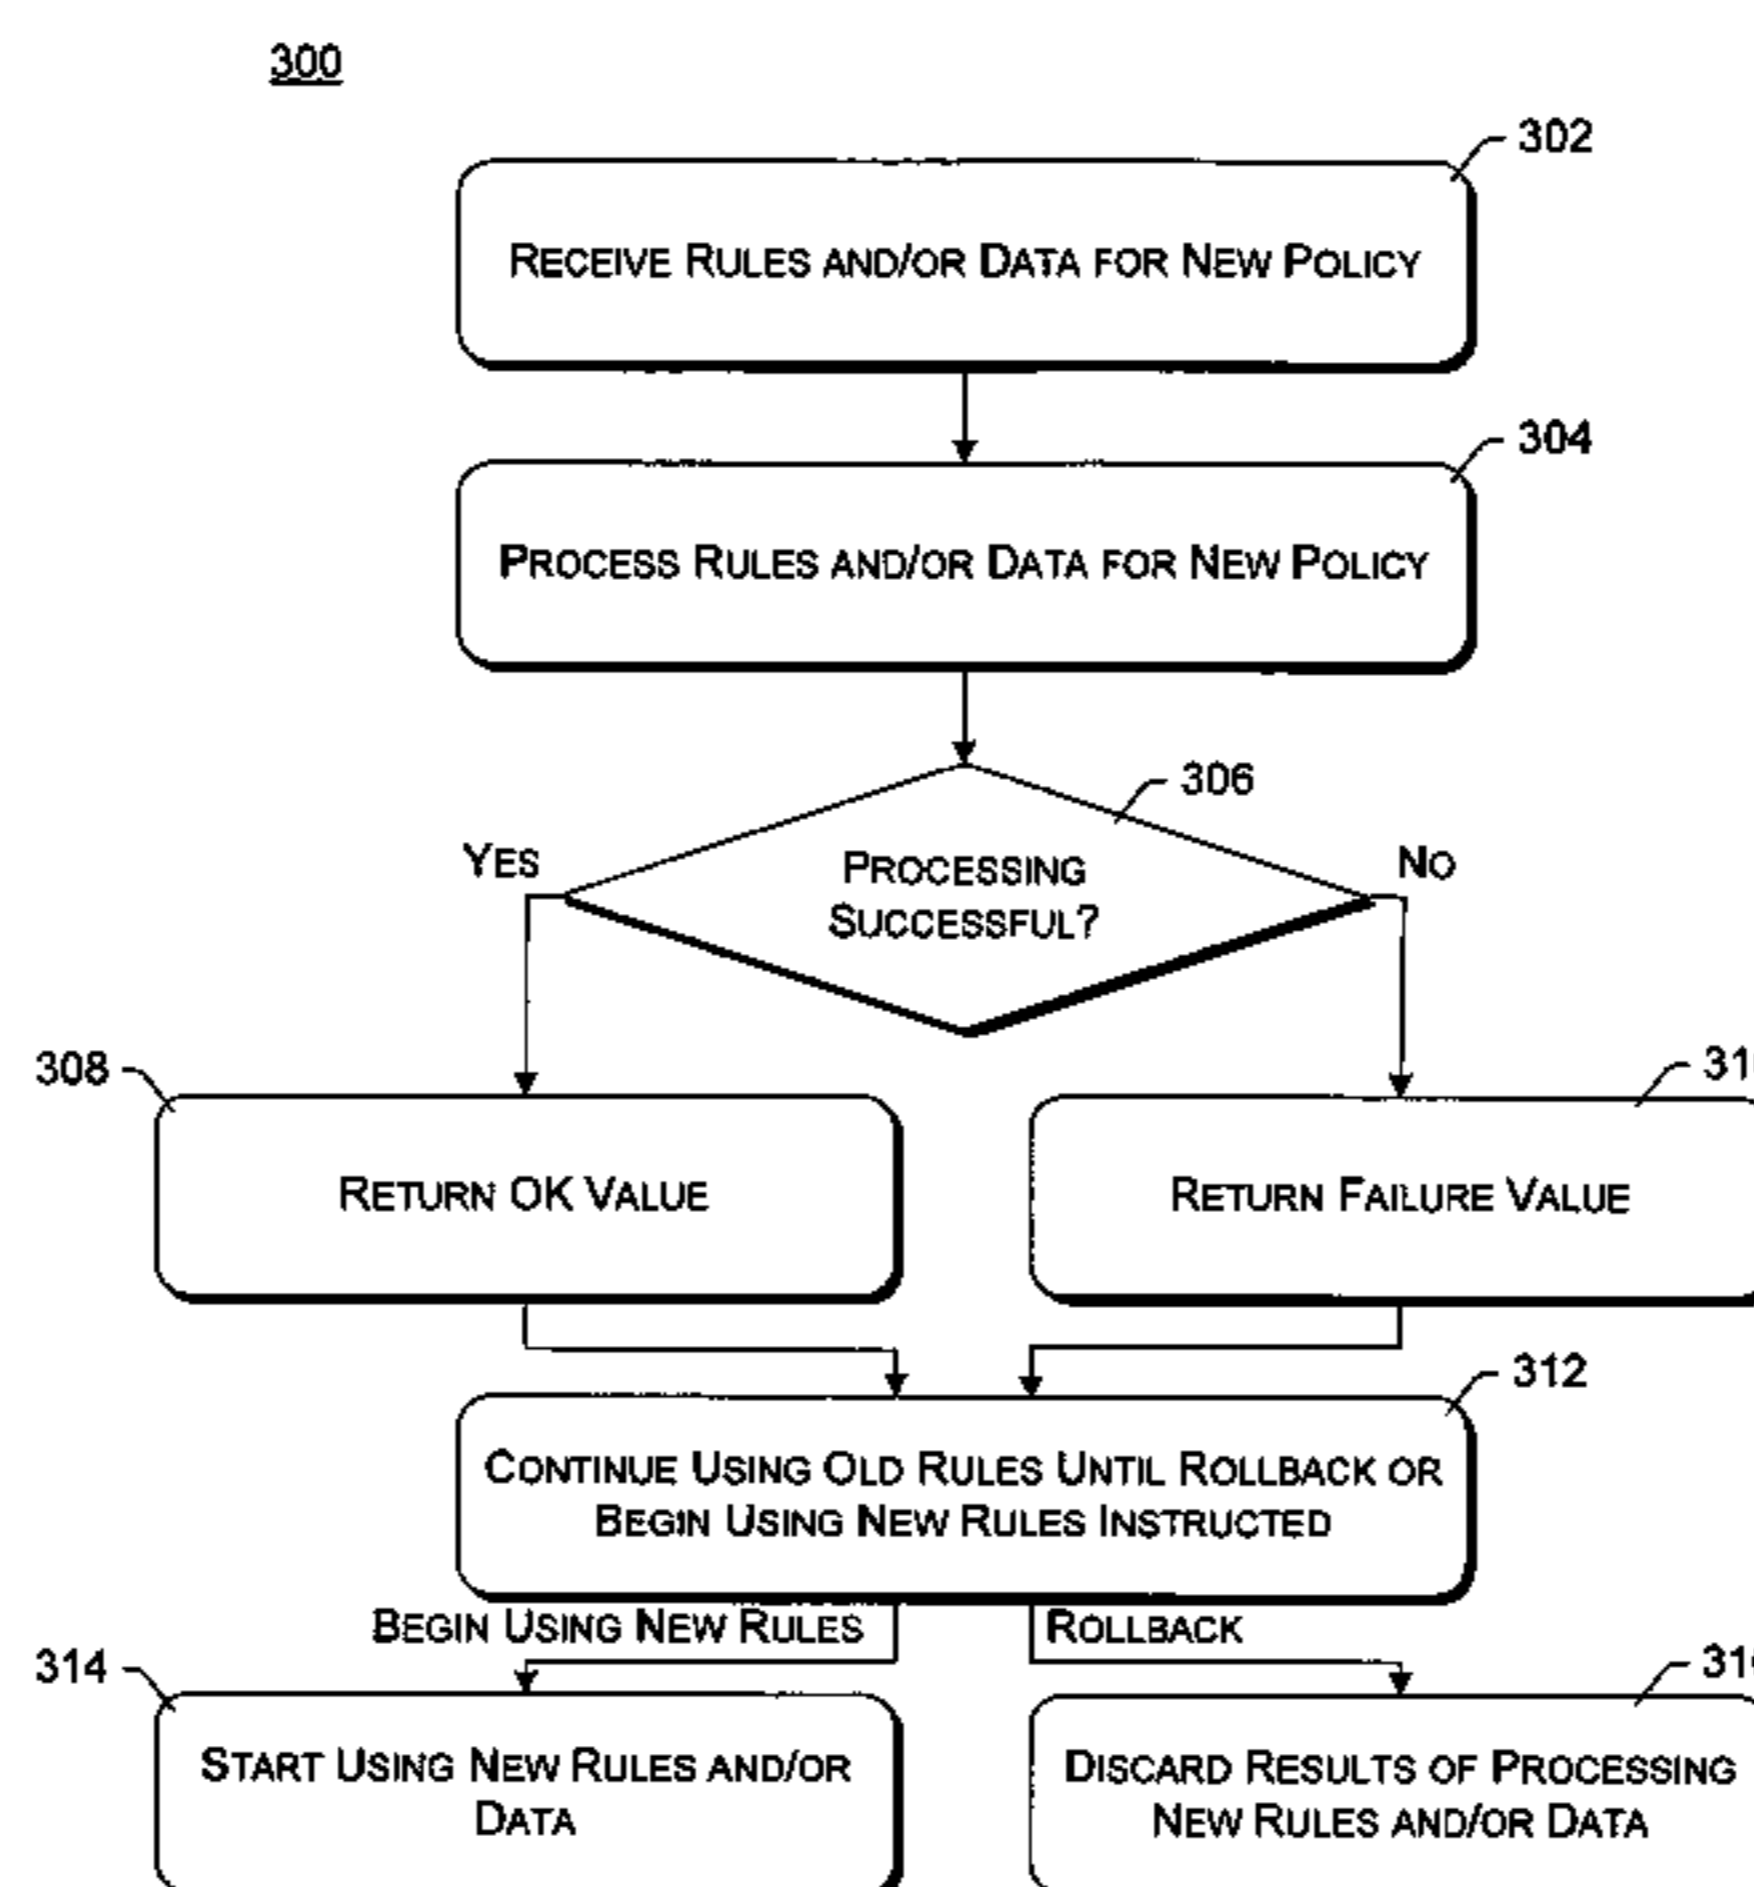 300
302
RECEIVE RULES AND/OR DATA FOR NEW POLICY
304
PROCESS RULES AND/OR DATA FOR NEW POLICY
306
YES
PROCESSING
SUCCESSFUL?
NO
308
RETURN OK VALUE
RETURN FAILURE VALUE
312
CONTINUE USING OLD RULES UNTIL ROLLBACK OR
BEGIN USING NEW RULES INSTRUCTED
BEGIN USING NEW RULES
ROLLBACK
314
START USING NEW RULES AND/OR
DATA
DISCARD RESULTS OF PROCESSING
NEW RULES AND/OR DATA